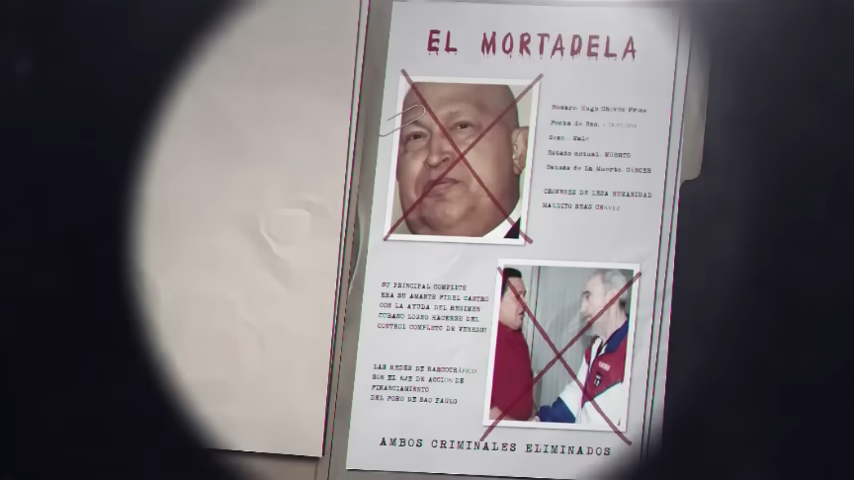 EL MORTADELA
Nombre: Hugo Chavez Frias
Fecha de Nac. :
Sexo : Male
Estado actual: MUERTO
Causa de La Muerte: CANCER
CRIMENES DE LESA HUMANIDAD
MALDITO SEAS CHAVEZ
SU PRINCIPAL COMPLICE
ERA SU AMANTE FIDEL CASTRO
CON LA AYUDA DEL REGIMEN
CUBANO LOGRO HACERSE DEL
CONTROL COMPLETO DE
LAS REDES DE NARCOTRAFICO
SON EL EJE DE ACCION DE
FINANCIAMIENTO
DEL FORO DE SAO PAULO
AMBOS CRIMINALES ELIMINADOS